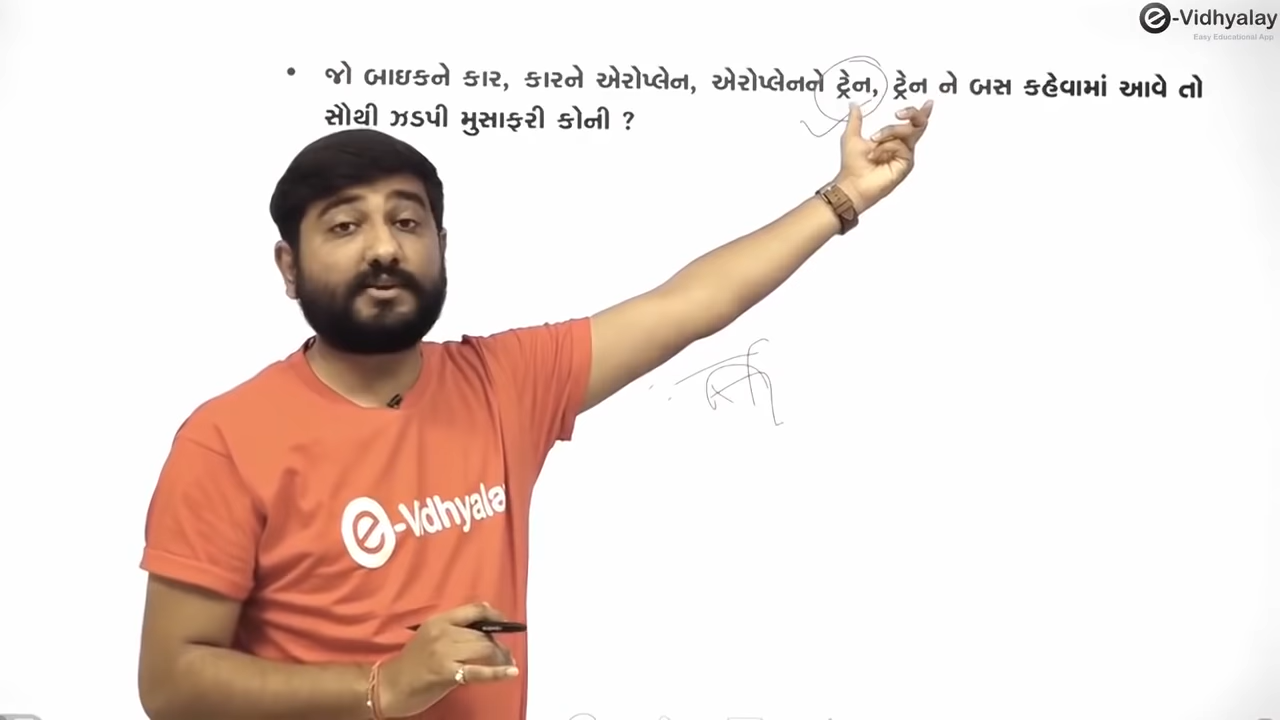 e-Vidhyalay
Easy Educational App
• જો બાઇકને કાર, કારને એરોપ્લેન, એરોપ્લેનને ટ્રેન, ટ્રેન ને બસ કહેવામાં આવે તો
સૌથી ઝડપી મુસાફરી કોની ?
e-Vidhyalay